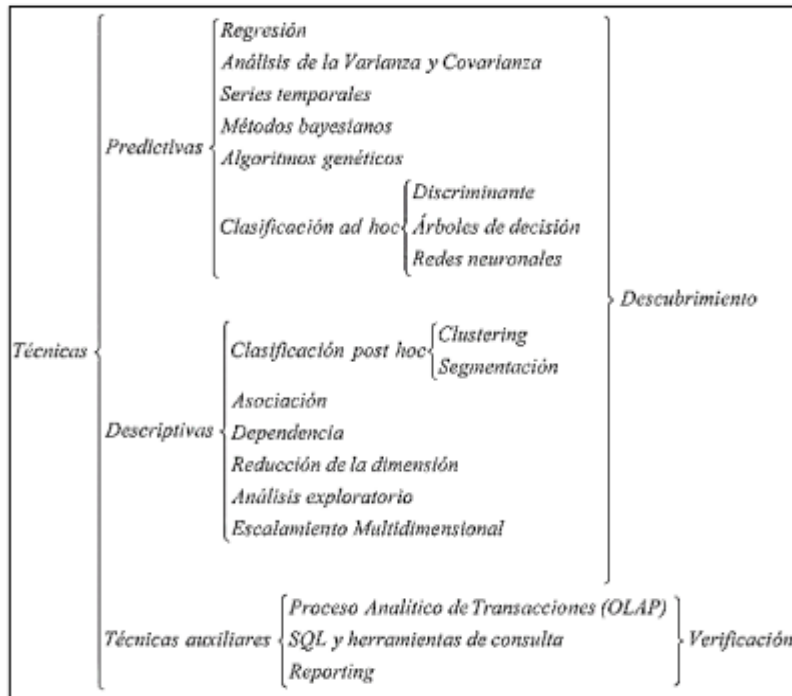 Regresión
Análisis de la Varianza y Covarianza
Series temporales
Métodos bayesianos
Predictivas
Algoritmos genéticos
Discriminante
Clasificación ad hoc
Árboles de decisión
Redes neuronales
Descubrimiento
Clustering
Técnicas
Clasificación post hoc
Segmentación
Asociación
Descriptivas
Dependencia
Reducción de la dimensión
Análisis exploratorio
Escalamiento Multidimensional
Proceso Analítico de Transacciones (OLAP)
Técnicas auxiliares
SQL y herramientas de consulta
Verificación
Reporting